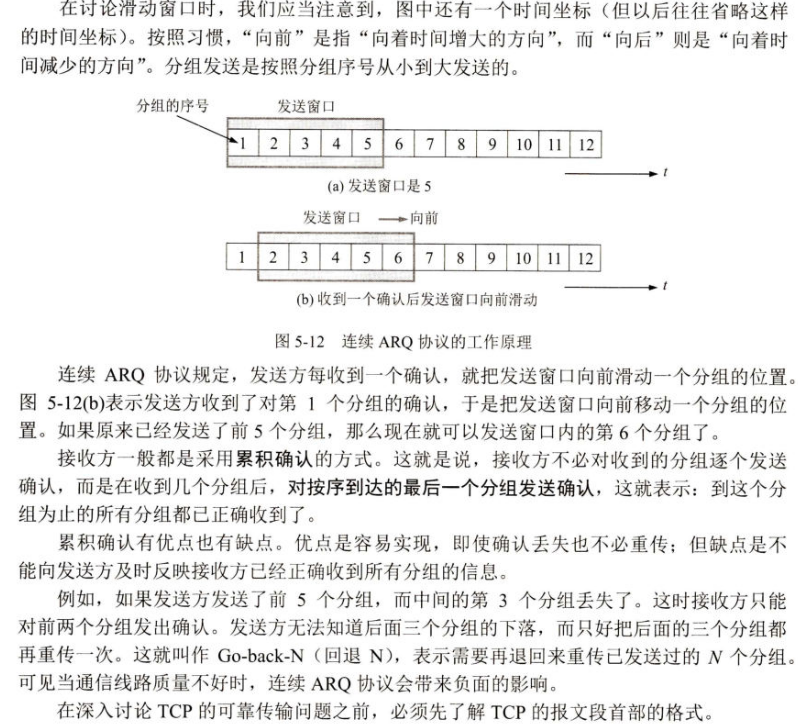 在讨论滑动窗口时，我们应当注意到，图中还有一个时间坐标（但以后往往省略这样
的时间坐标）。按照习惯，“向前”是指“向着时间增大的方向”，而“向后”则是“向着时
间减少的方向”。分组发送是按照分组序号从小到大发送的。
分组的序号 发送窗口
1 2 3 4 5 6 7 8 9 10 11 12
t
(a) 发送窗口是 5
发送窗口 向前
1 2 3 4 5 6 7 8 9 10 11 12
t
(b) 收到一个确认后发送窗口向前滑动
图 5-12 连续 ARQ 协议的工作原理
连续 ARQ 协议规定，发送方每收到一个确认，就把发送窗口向前滑动一个分组的位置。
图 5-12(b)表示发送方收到了对第 1 个分组的确认，于是把发送窗口向前移动一个分组的位
置。如果原来已经发送了前 5 个分组，那么现在就可以发送窗口内的第 6 个分组了。
接收方一般都是采用累积确认的方式。这就是说，接收方不必对收到的分组逐个发送
确认，而是在收到几个分组后，对按序到达的最后一个分组发送确认，这就表示：到这个分
组为止的所有分组都已正确收到了。
累积确认有优点也有缺点。优点是容易实现，即使确认丢失也不必重传；但缺点是不
能向发送方及时反映接收方已经正确收到所有分组的信息。
例如，如果发送方发送了前 5 个分组，而中间的第 3 个分组丢失了。这时接收方只能
对前两个分组发出确认。发送方无法知道后面三个分组的下落，而只好把后面的三个分组都
再重传一次。这就叫作 Go-back-N（回退 N），表示需要再退回来重传已发送过的 N 个分组。
可见当通信线路质量不好时，连续 ARQ 协议会带来负面的影响。
在深入讨论 TCP 的可靠传输问题之前，必须先了解 TCP 的报文段首部的格式。